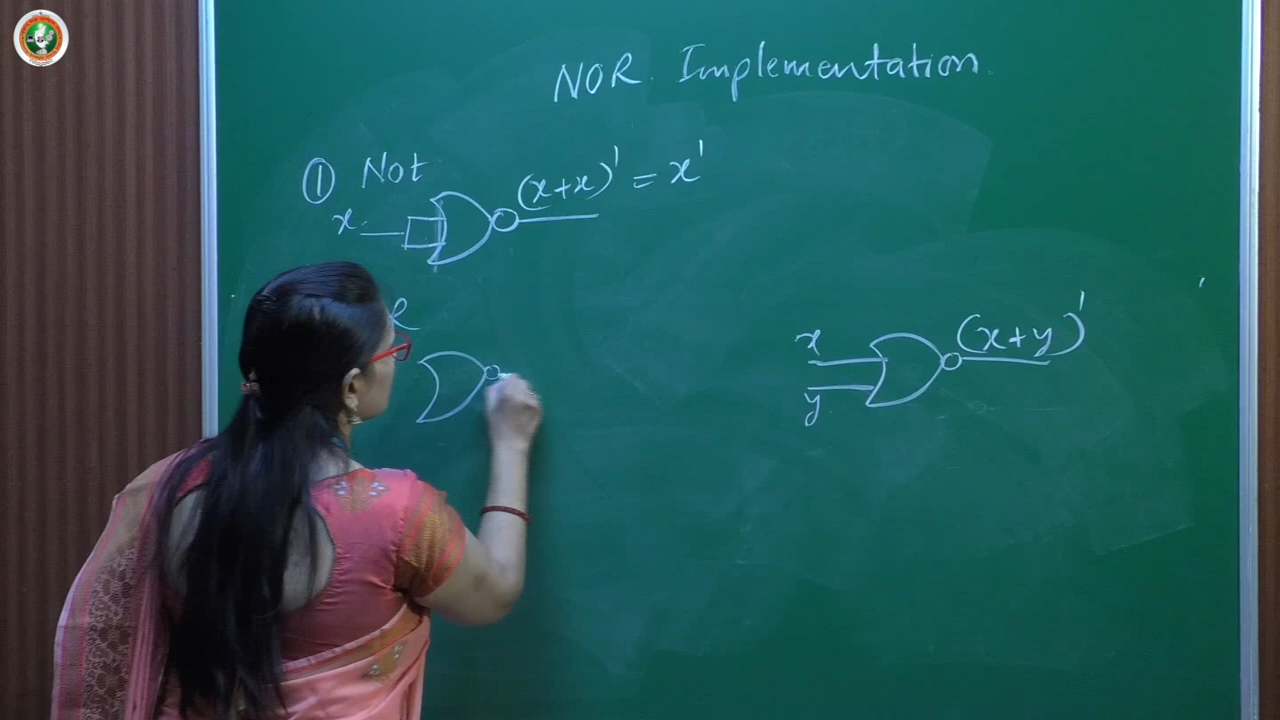 NOR. Implementation
① Not
x
(x+x)' = x'
R
x
y
(x+y)'